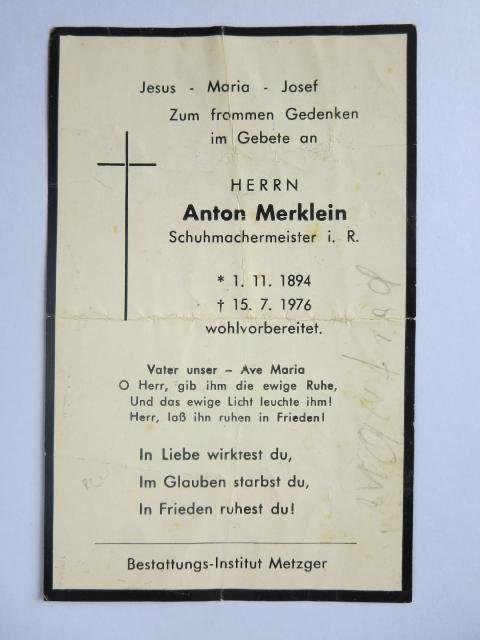 Jesus - Maria - Josef
Zum frommen Gedenken
im Gebete an
HERRN
Anton Merklein
Schuhmachermeister i. R.
* 1. 11. 1894
† 15. 7. 1976
wohlvorbereitet.
Vater unser – Ave Maria
O Herr, gib ihm die ewige Ruhe,
Und das ewige Licht leuchte ihm!
Herr, laß ihn ruhen in Frieden!
In Liebe wirktest du,
Im Glauben starbst du,
In Frieden ruhest du!
Bestattungs-Institut Metzger